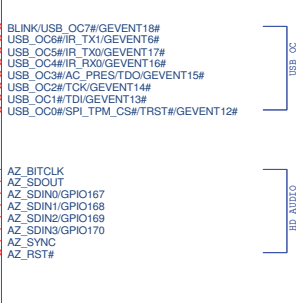 BLINK/USB_OC7#/GEVENT18#
USB_OC6#/IR_TX1/GEVENT6#
USB_OC5#/IR_TX0/GEVENT17#
USB_OC4#/IR_RX0/GEVENT16#
USB_OC3#/AC_PRES/TDO/GEVENT15#
USB_OC2#/TCK/GEVENT14#
USB_OC1#/TDI/GEVENT13#
USB_OC0#/SPI_TPM_CS#/TRST#/GEVENT12#
USB OC
AZ_BITCLK
AZ_SDOUT
AZ_SDIN0/GPIO167
AZ_SDIN1/GPIO168
AZ_SDIN2/GPIO169
AZ_SDIN3/GPIO170
AZ_SYNC
AZ_RST#
HD AUDIO